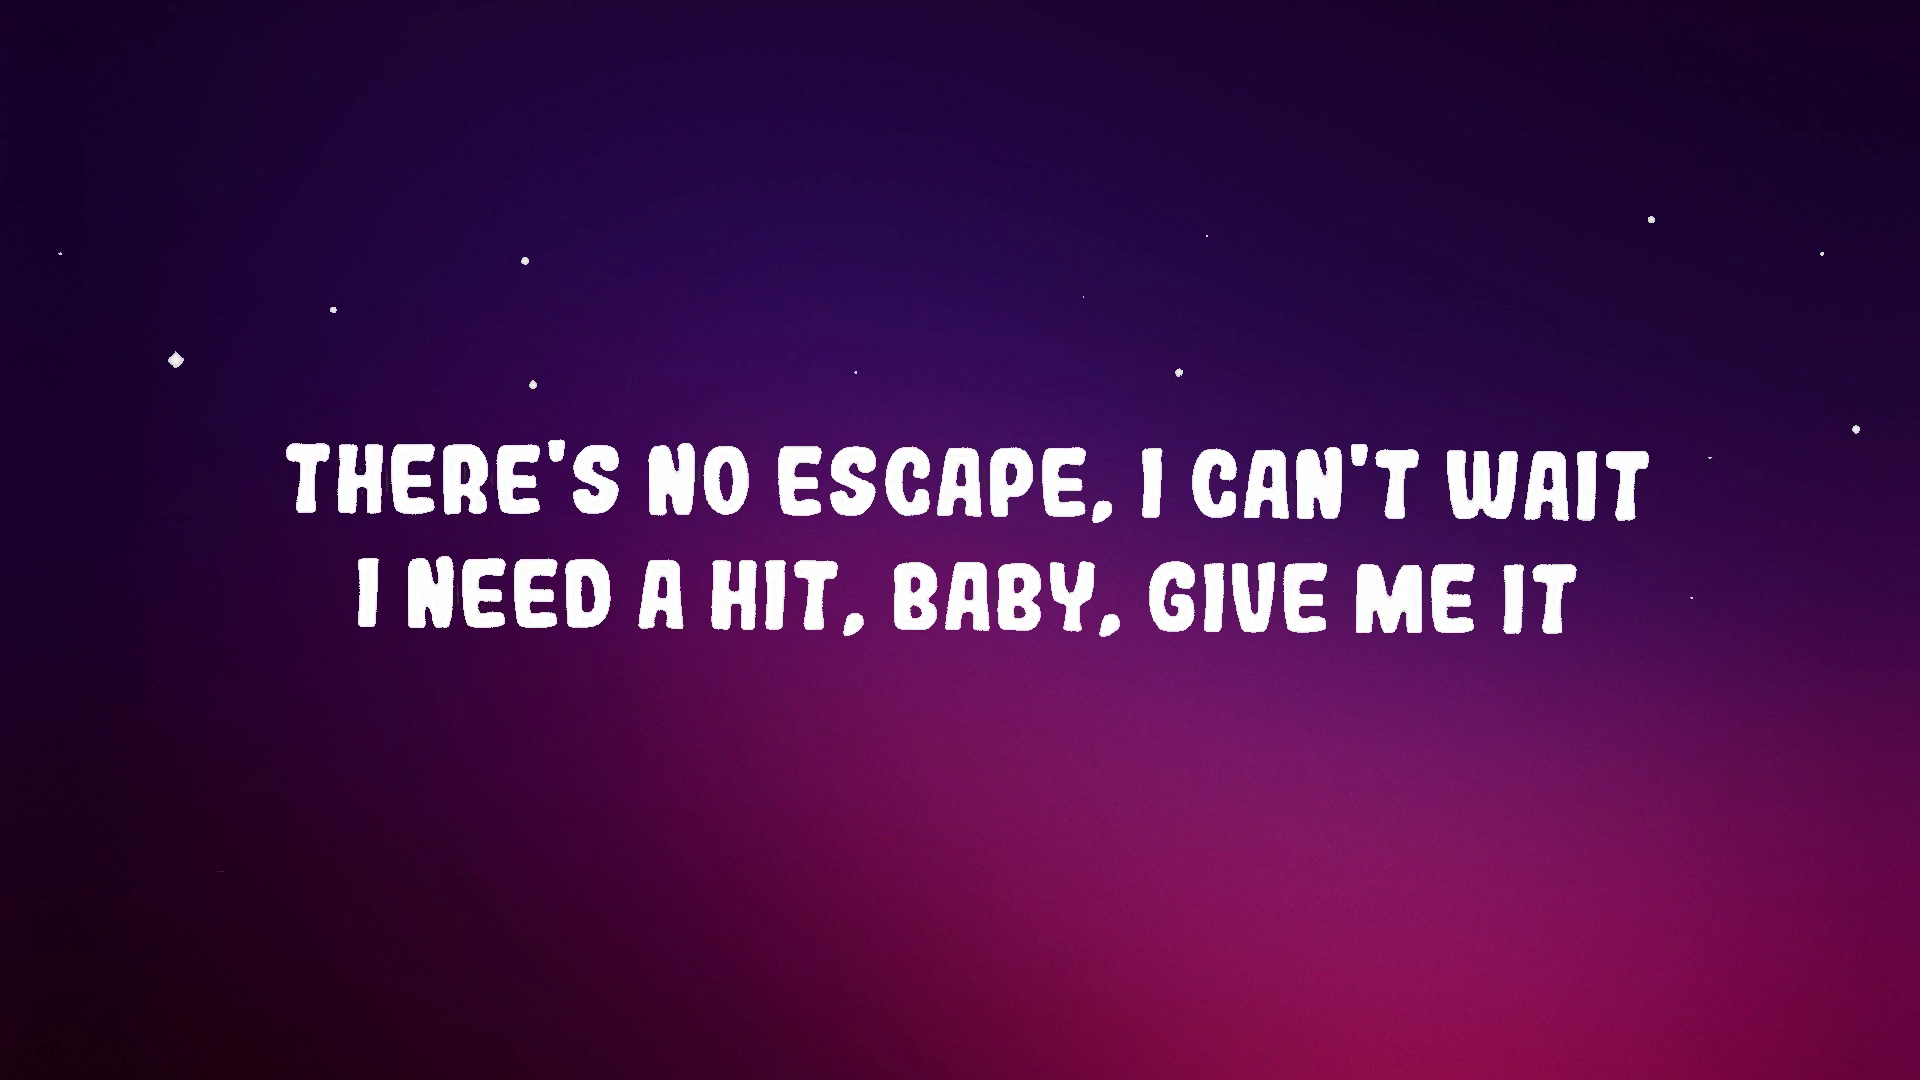 THERE'S NO ESCAPE, I CAN'T WAIT
I NEED A HIT, BABY, GIVE ME IT